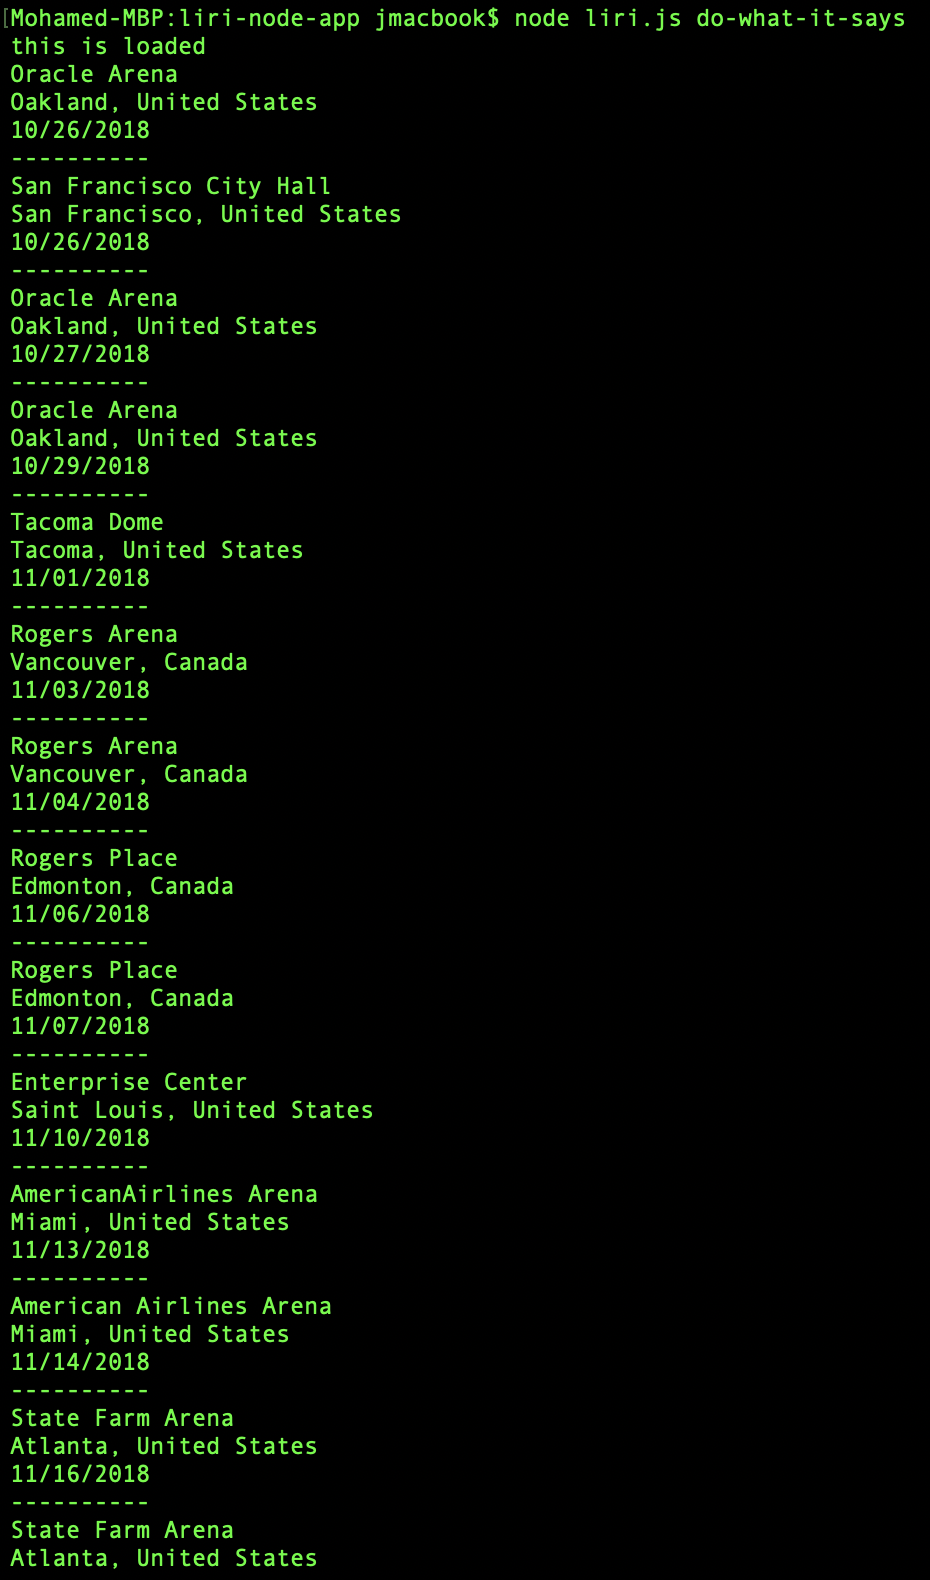 [Mohamed-MBP:liri-node-app jmacbook$ node liri.js do-what-it-says
this is loaded
Oracle Arena
Oakland, United States
10/26/2018
----------
San Francisco City Hall
San Francisco, United States
10/26/2018
----------
Oracle Arena
Oakland, United States
10/27/2018
----------
Oracle Arena
Oakland, United States
10/29/2018
----------
Tacoma Dome
Tacoma, United States
11/01/2018
----------
Rogers Arena
Vancouver, Canada
11/03/2018
----------
Rogers Arena
Vancouver, Canada
11/04/2018
----------
Rogers Place
Edmonton, Canada
11/06/2018
----------
Rogers Place
Edmonton, Canada
11/07/2018
----------
Enterprise Center
Saint Louis, United States
11/10/2018
----------
AmericanAirlines Arena
Miami, United States
11/13/2018
----------
American Airlines Arena
Miami, United States
11/14/2018
----------
State Farm Arena
Atlanta, United States
11/16/2018
----------
State Farm Arena
Atlanta, United States